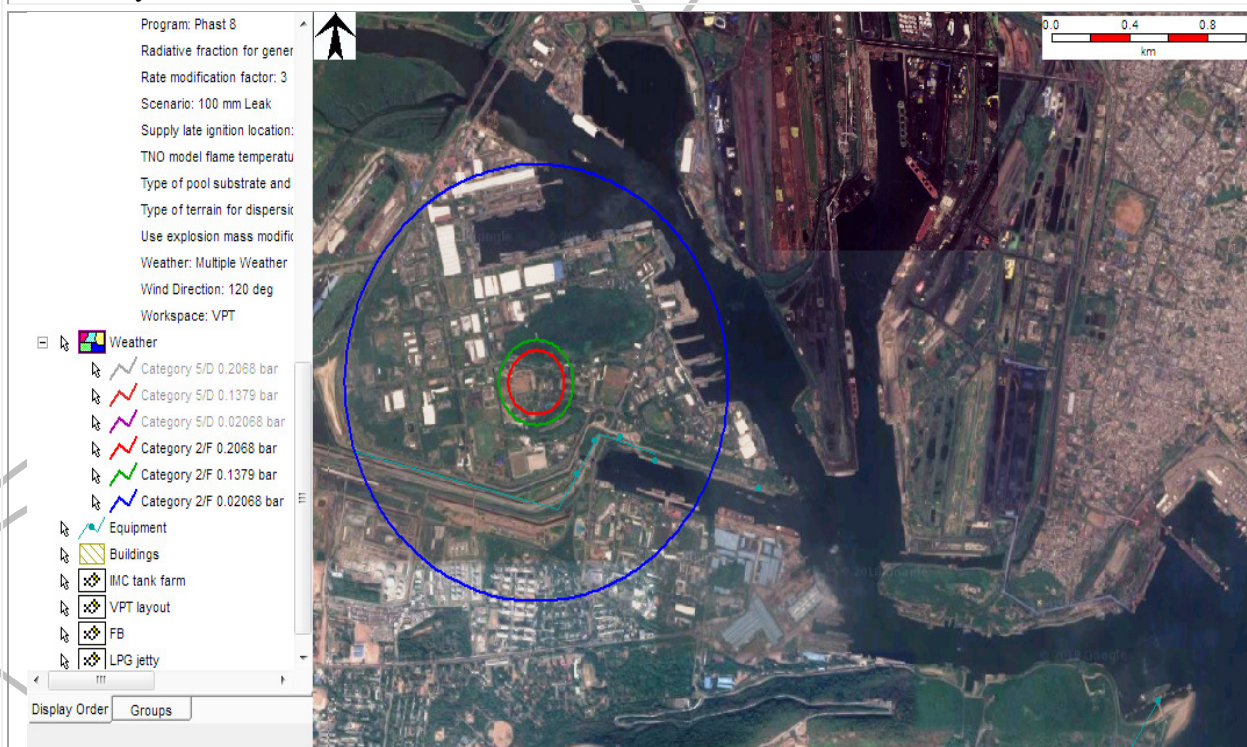 Program: Phast 8
Radiative fraction for gener
Rate modification factor: 3
Scenario: 100 mm Leak
Supply late ignition location:
TNO model flame temperatu
Type of pool substrate and
Type of terrain for dispersio
Use explosion mass modific
Weather: Multiple Weather
Wind Direction: 120 deg
Workspace: VPT
Weather
Category 5/D 0.2068 bar
Category 5/D 0.1379 bar
Category 5/D 0.02068 bar
Category 2/F 0.2068 bar
Category 2/F 0.1379 bar
Category 2/F 0.02068 bar
Equipment
Buildings
IMC tank farm
VPT layout
FB
LPG jetty
Display Order Groups
0.0 0.4 0.8
km